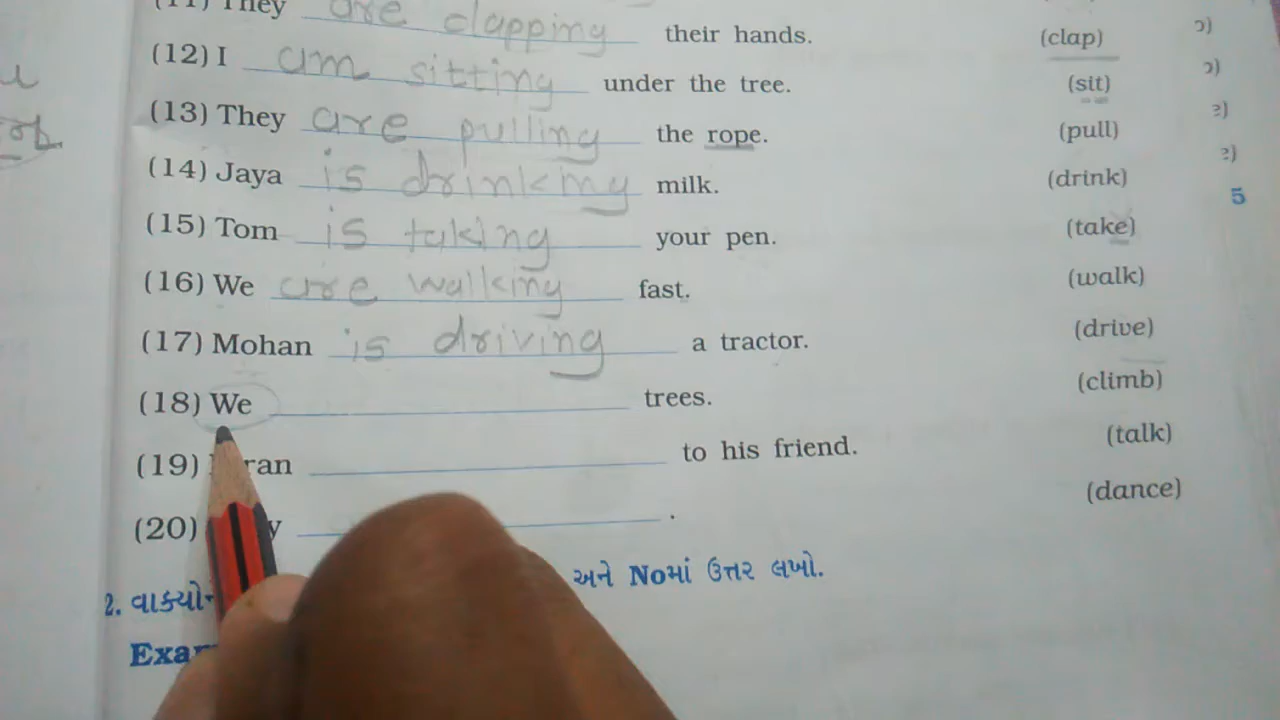 (11) They are clapping their hands. (clap)
(12) I am sitting under the tree. (sit)
(13) They are pulling the rope. (pull)
(14) Jaya is drinking milk. (drink)
(15) Tom is taking your pen. (take)
(16) We are walking fast. (walk)
(17) Mohan is driving a tractor. (drive)
(18) We trees. (climb)
(19) to his friend. (talk)
(20) . (dance)
2. અને Noમાં ઉત્તર લખો.
5